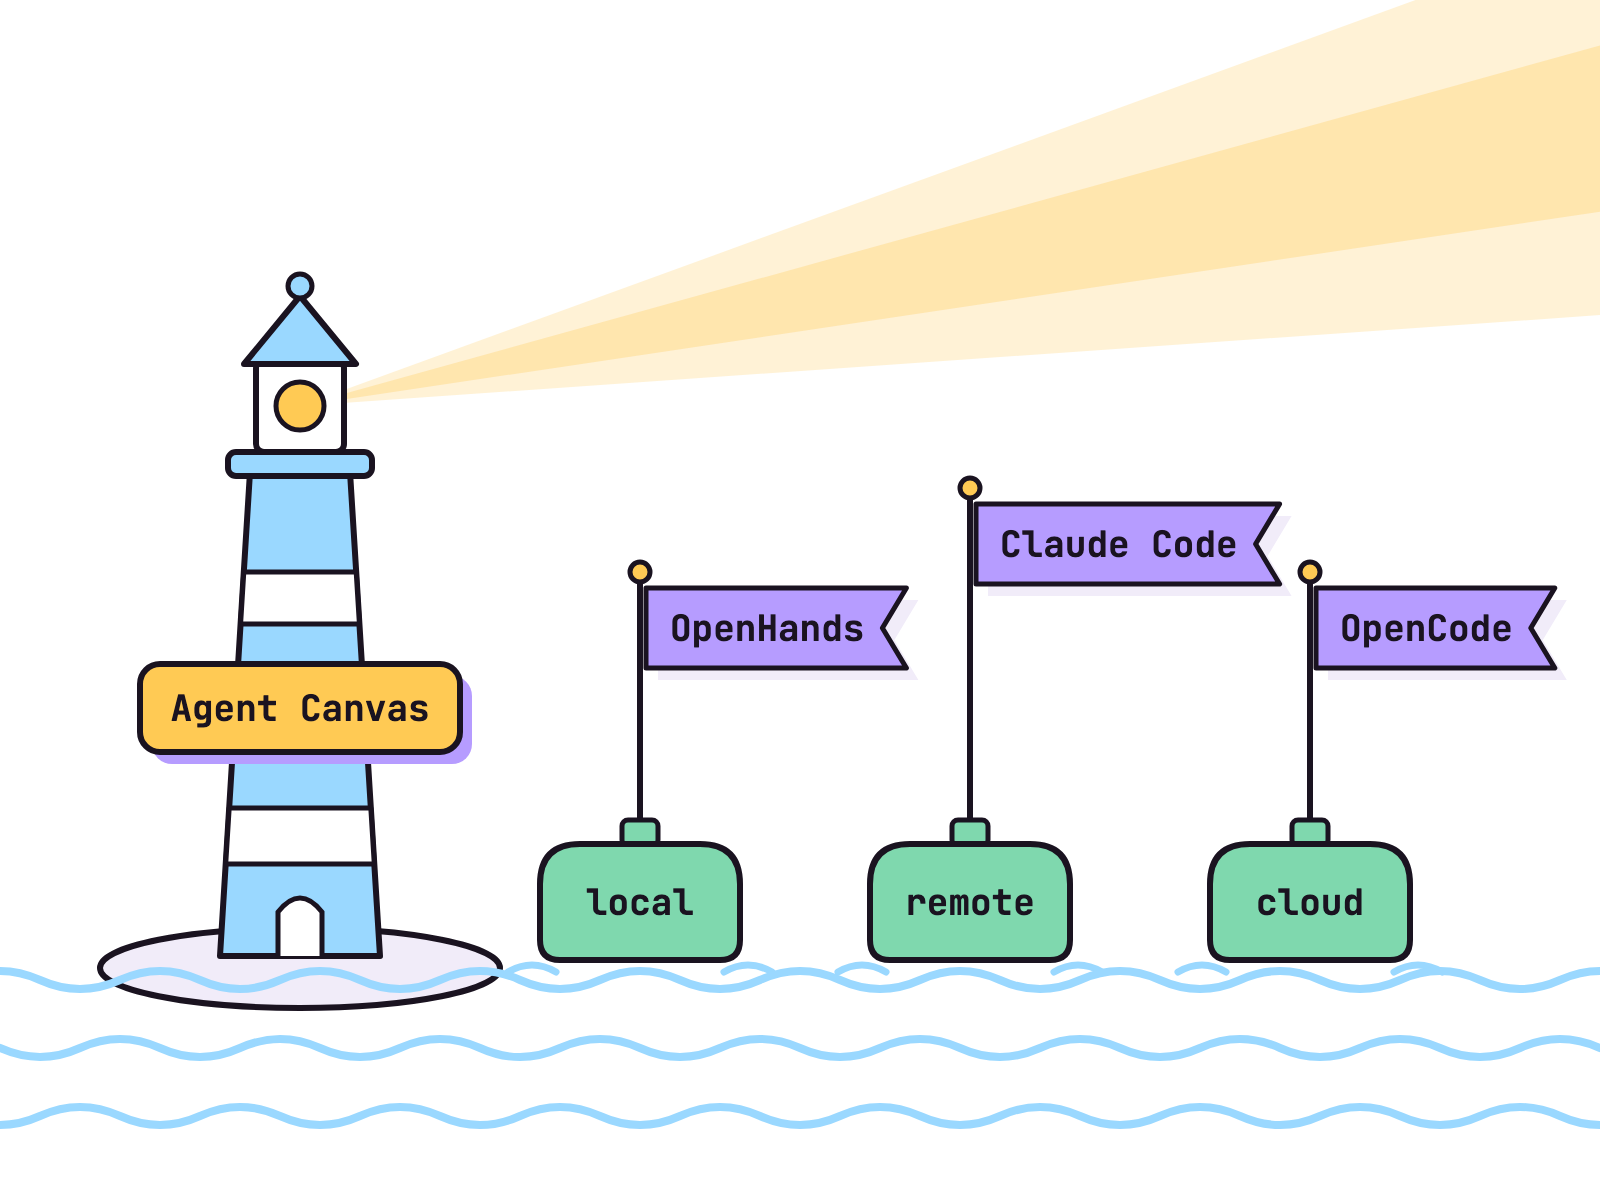 Claude Code
OpenHands
OpenCode
Agent Canvas
local
remote
cloud